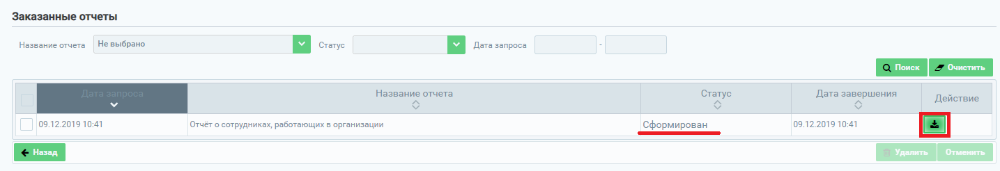 Заказанные отчеты
Название отчета Не выбрано Статус Дата запроса -
Поиск Очистить
Дата запроса Название отчета Статус Дата завершения Действие
09.12.2019 10:41 Отчёт о сотрудниках, работающих в организации Сформирован 09.12.2019 10:41
Назад Удалить Отменить